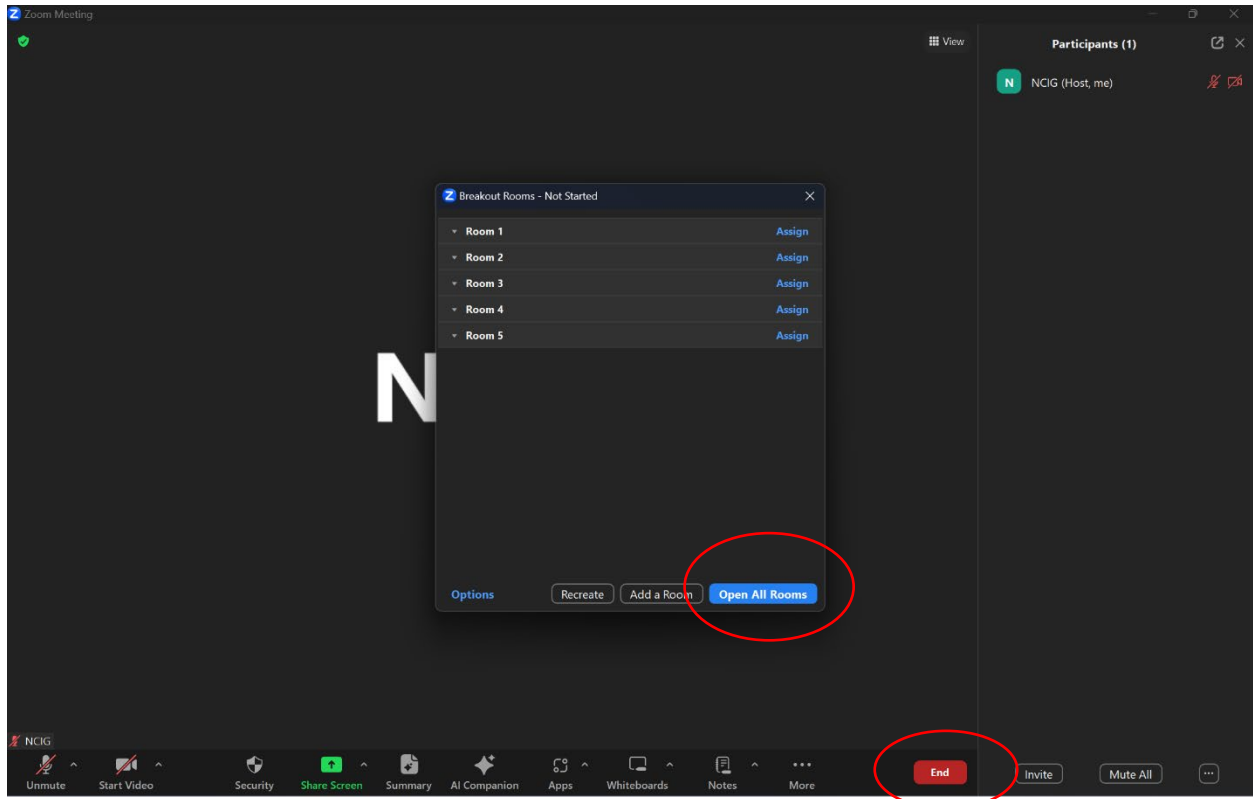 Zoom Meeting
View
Participants (1)
N NCIG (Host, me)
Breakout Rooms - Not Started
Room 1 Assign
Room 2 Assign
Room 3 Assign
Room 4 Assign
Room 5 Assign
N
Options Recreate Add a Room Open All Rooms
NCIG
Unmute Start Video Security Share Screen Summary AI Companion Apps Whiteboards Notes More End Invite Mute All